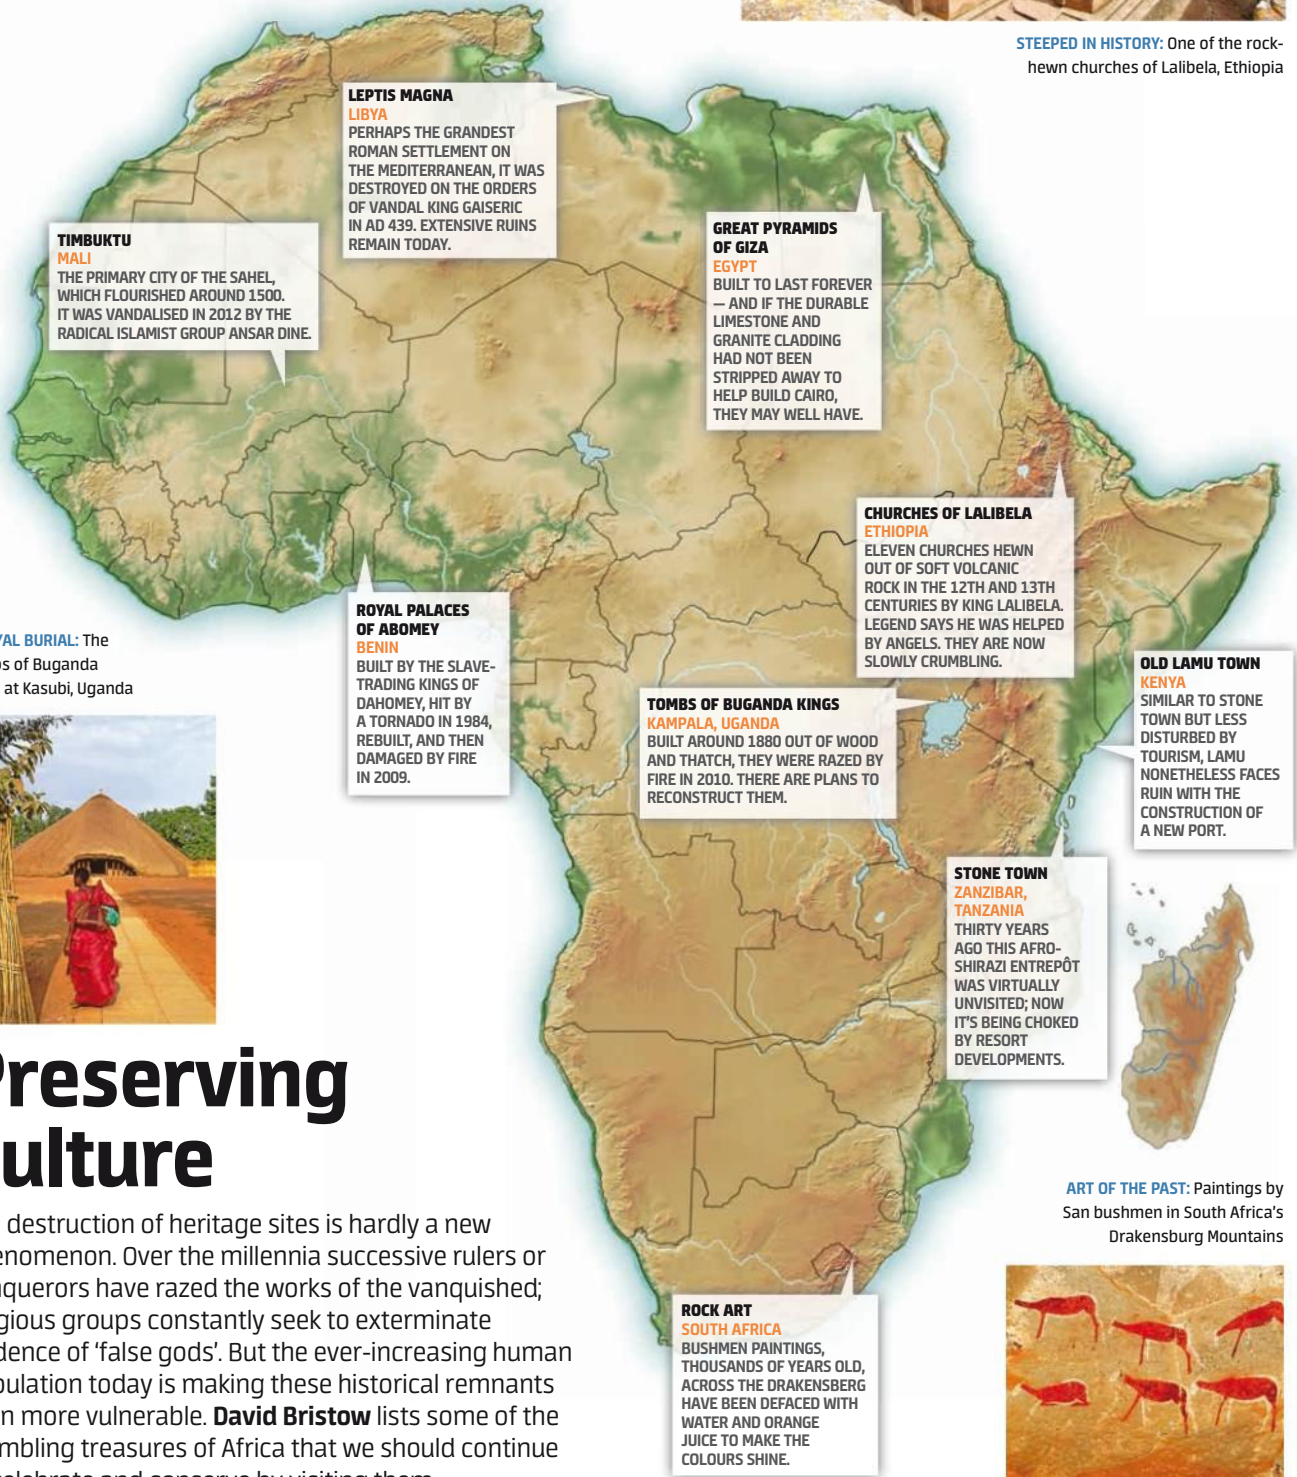 STEEPED IN HISTORY: One of the rock-
hewn churches of Lalibela, Ethiopia
LEPTIS MAGNA
LIBYA
PERHAPS THE GRANDEST
ROMAN SETTLEMENT ON
THE MEDITERRANEAN, IT WAS
DESTROYED ON THE ORDERS
OF VANDAL KING GAISERIC
IN AD 439. EXTENSIVE RUINS
REMAIN TODAY.
TIMBUKTU
MALI
THE PRIMARY CITY OF THE SAHEL,
WHICH FLOURISHED AROUND 1500.
IT WAS VANDALISED IN 2012 BY THE
RADICAL ISLAMIST GROUP ANSAR DINE.
GREAT PYRAMIDS
OF GIZA
EGYPT
BUILT TO LAST FOREVER
— AND IF THE DURABLE
LIMESTONE AND
GRANITE CLADDING
HAD NOT BEEN
STRIPPED AWAY TO
HELP BUILD CAIRO,
THEY MAY WELL HAVE.
CHURCHES OF LALIBELA
ETHIOPIA
ELEVEN CHURCHES HEWN
OUT OF SOFT VOLCANIC
ROCK IN THE 12TH AND 13TH
CENTURIES BY KING LALIBELA.
LEGEND SAYS HE WAS HELPED
BY ANGELS. THEY ARE NOW
SLOWLY CRUMBLING.
ROYAL PALACES
OF ABOMEY
BENIN
BUILT BY THE SLAVE-
TRADING KINGS OF
DAHOMEY, HIT BY
A TORNADO IN 1984,
REBUILT, AND THEN
DAMAGED BY FIRE
IN 2009.
YAL BURIAL: The
s of Buganda
at Kasubi, Uganda
TOMBS OF BUGANDA KINGS
KAMPALA, UGANDA
BUILT AROUND 1880 OUT OF WOOD
AND THATCH, THEY WERE RAZED BY
FIRE IN 2010. THERE ARE PLANS TO
RECONSTRUCT THEM.
OLD LAMU TOWN
KENYA
SIMILAR TO STONE
TOWN BUT LESS
DISTURBED BY
TOURISM, LAMU
NONETHELESS FACES
RUIN WITH THE
CONSTRUCTION OF
A NEW PORT.
STONE TOWN
ZANZIBAR,
TANZANIA
THIRTY YEARS
AGO THIS AFRO-
SHIRAZI ENTREPÔT
WAS VIRTUALLY
UNVISITED; NOW
IT'S BEING CHOKED
BY RESORT
DEVELOPMENTS.
Preserving
ulture
destruction of heritage sites is hardly a new
enomenon. Over the millennia successive rulers or
nquerors have razed the works of the vanquished;
gious groups constantly seek to exterminate
dence of 'false gods'. But the ever-increasing human
pulation today is making these historical remnants
n more vulnerable. David Bristow lists some of the
mbling treasures of Africa that we should continue
celebrate and conserve by visiting them
ART OF THE PAST: Paintings by
San bushmen in South Africa's
Drakensburg Mountains
ROCK ART
SOUTH AFRICA
BUSHMEN PAINTINGS,
THOUSANDS OF YEARS OLD,
ACROSS THE DRAKENSBERG
HAVE BEEN DEFACED WITH
WATER AND ORANGE
JUICE TO MAKE THE
COLOURS SHINE.